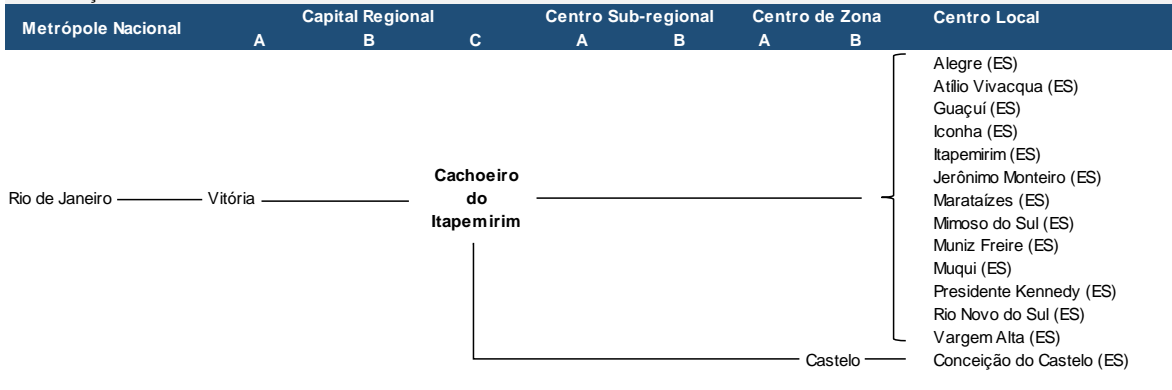 Metrópole Nacional Capital Regional Centro Sub-regional Centro de Zona Centro Local
A B C A B A B
Alegre (ES)
Atílio Vivacqua (ES)
Guaçuí (ES)
Iconha (ES)
Itapemirim (ES)
Jerônimo Monteiro (ES)
Rio de Janeiro Vitória Cachoeiro do Itapemirim Marataízes (ES)
Mimoso do Sul (ES)
Muniz Freire (ES)
Muqui (ES)
Presidente Kennedy (ES)
Rio Novo do Sul (ES)
Vargem Alta (ES)
Castelo Conceição do Castelo (ES)